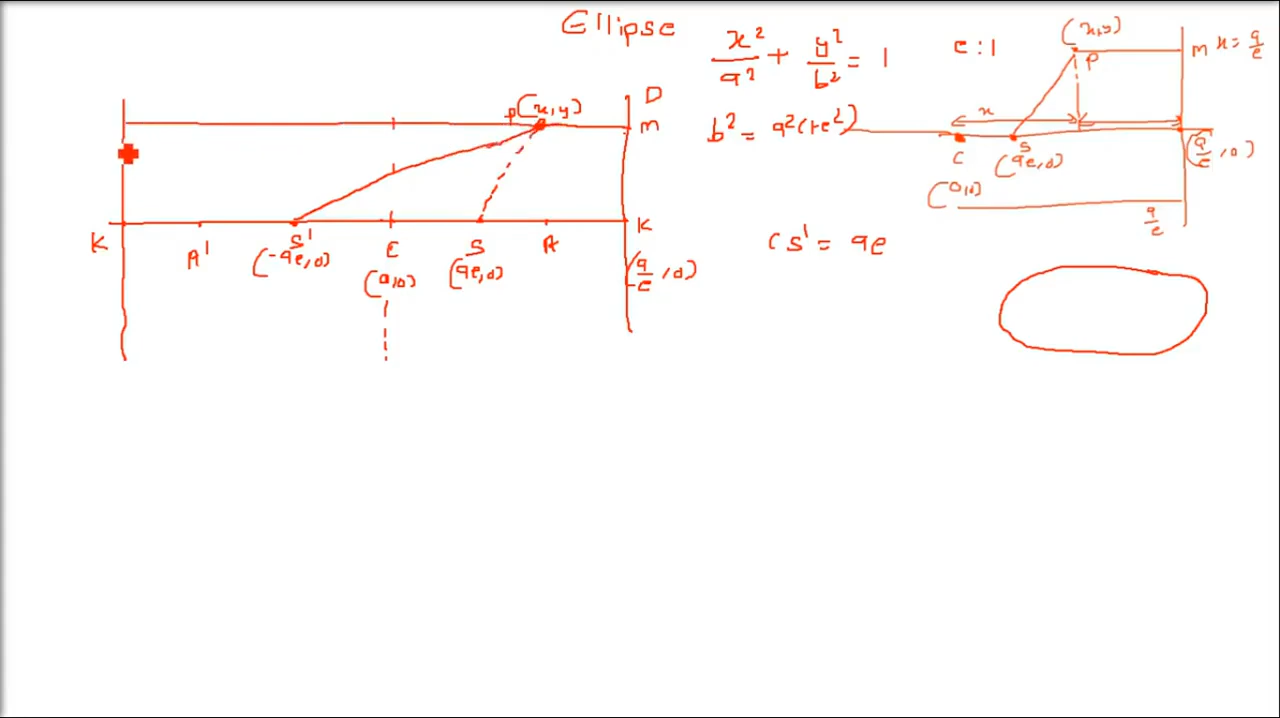 Ellipse
x²/a² + y²/b² = 1
e : 1
(x,y)
P
M x = a/e
b² = a²(1-e²)
x
C
S
(ae,0)
(a/e, 0)
(0,0)
a/e
D
P(x,y)
M
K
A'
S'
(-ae,0)
C
(0,0)
S
(ae,0)
A
K
(a/e, 0)
CS' = ae